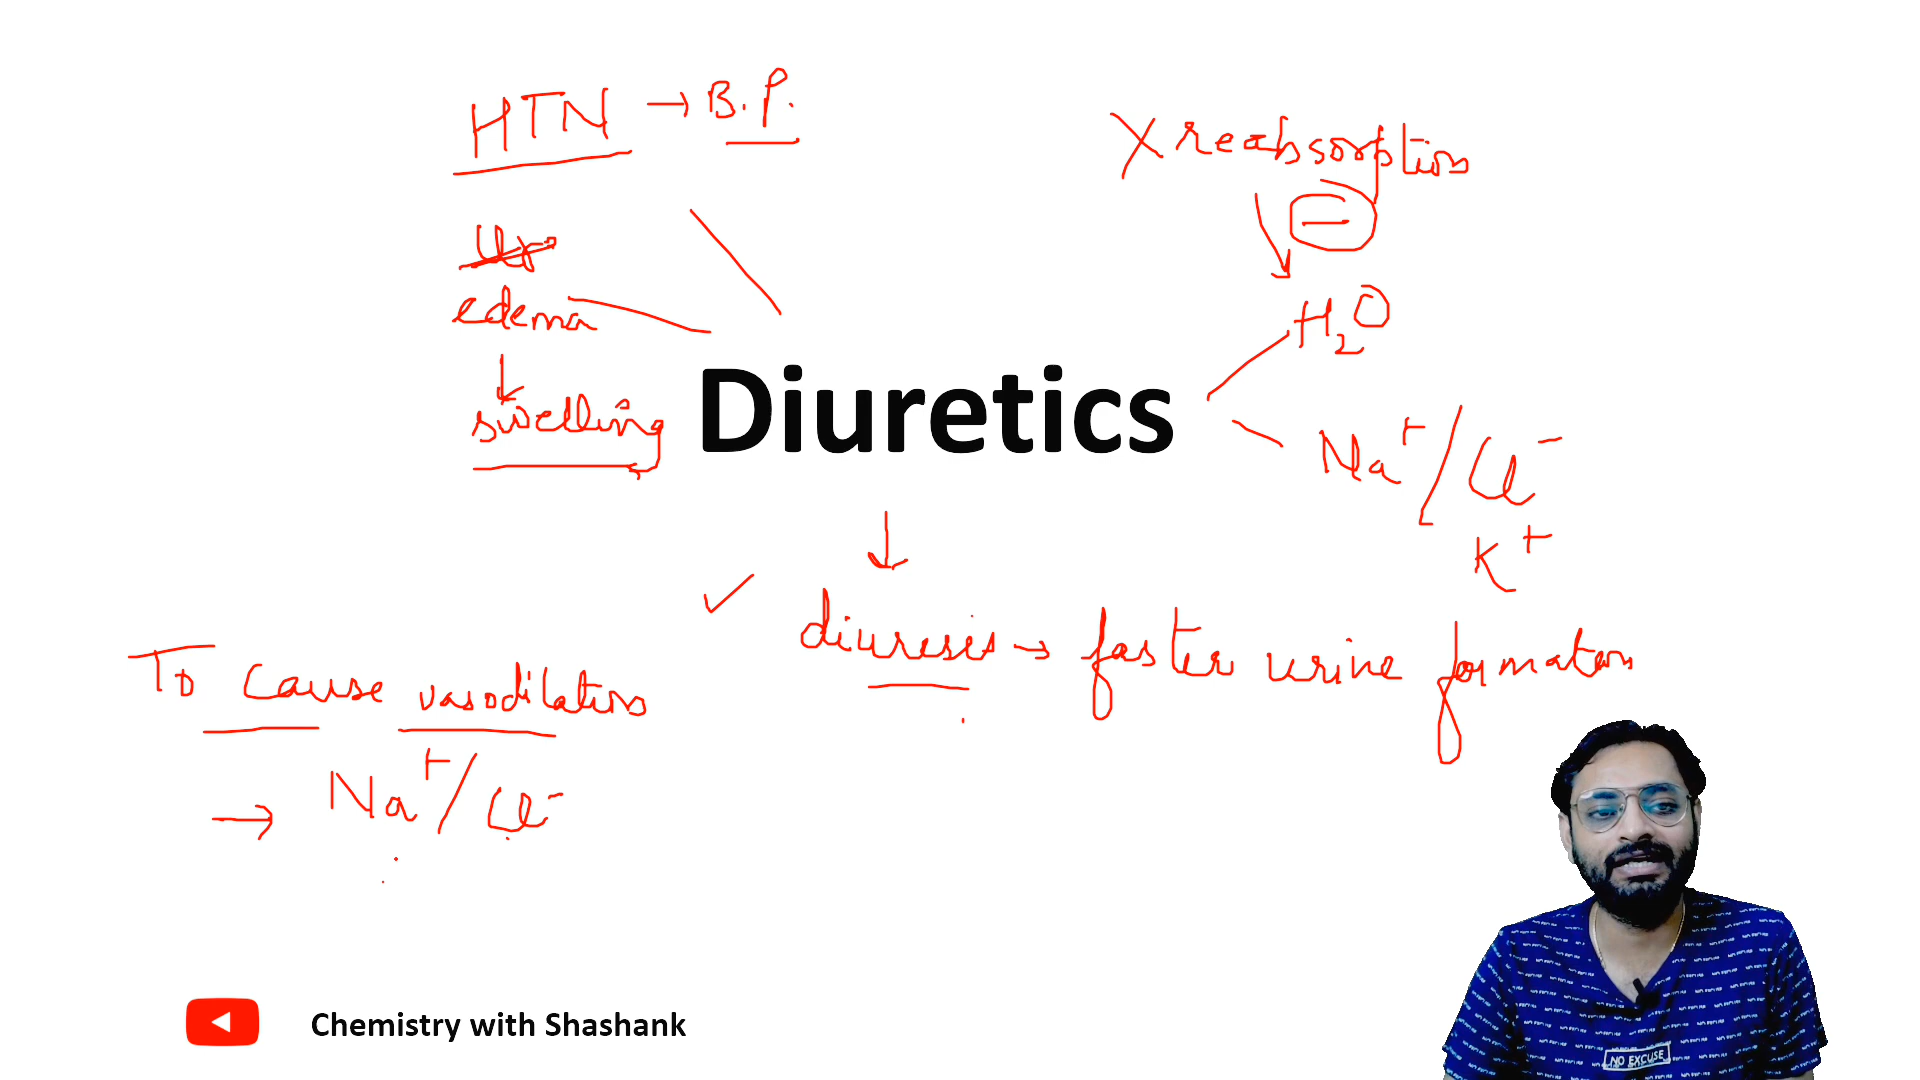 HTN → B.P.
edema
↓
swelling
X reabsorption
↓ −
H₂O
Diuretics
Na⁺/Cl⁻
K⁺
↓
✓ diuresis → faster urine formation
To cause vasodilation
→ Na⁺/Cl⁻
Chemistry with Shashank
NO EXCUSE